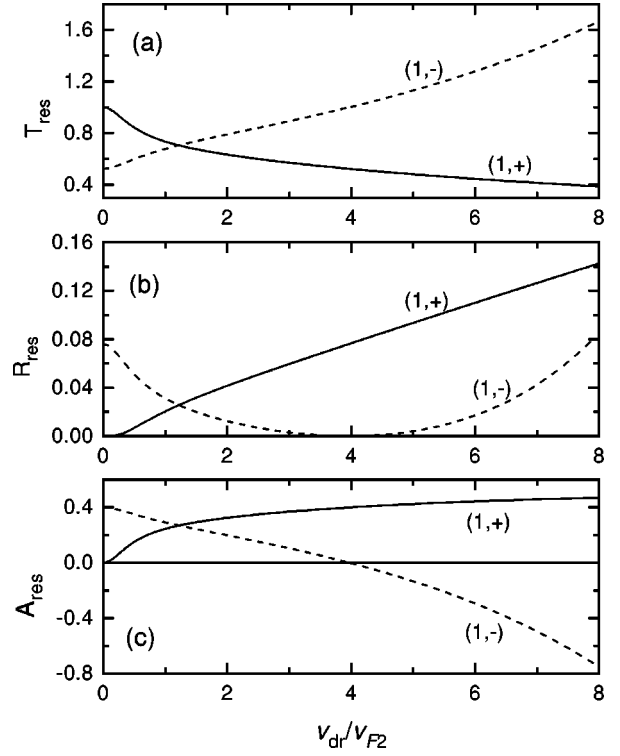 (a)
T_res
1.6
1.2
0.8
0.4
(1,-)
(1,+)
0 2 4 6 8
(b)
R_res
0.16
0.12
0.08
0.04
0.00
(1,+)
(1,-)
0 2 4 6 8
(c)
A_res
0.4
0.0
-0.4
-0.8
(1,+)
(1,-)
0 2 4 6 8
v_dr/v_F2